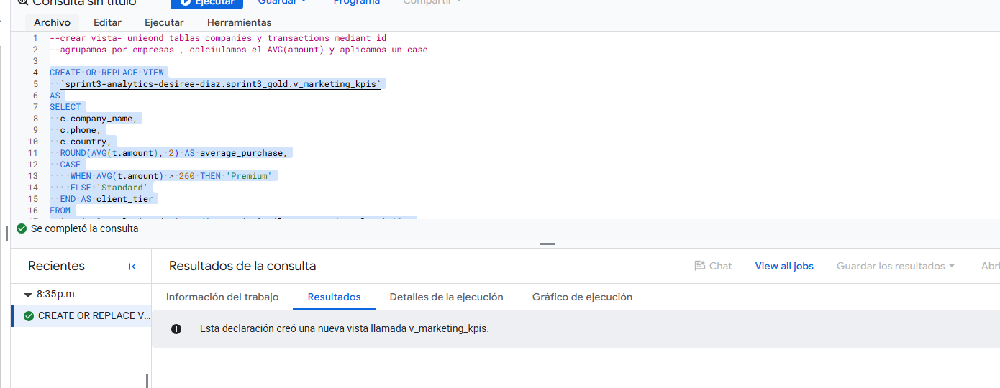 Consulta sin título Ejecutar Guardar Programa Compartir
Archivo Editar Ejecutar Herramientas
1 --crear vista- unieond tablas companies y transactions mediant id
2 --agrupamos por empresas , calciulamos el AVG(amount) y aplicamos un case
3
4 CREATE OR REPLACE VIEW
5 `sprint3-analytics-desiree-diaz.sprint3_gold.v_marketing_kpis`
6 AS
7 SELECT
8 c.company_name,
9 c.phone,
10 c.country,
11 ROUND(AVG(t.amount), 2) AS average_purchase,
12 CASE
13 WHEN AVG(t.amount) > 260 THEN 'Premium'
14 ELSE 'Standard'
15 END AS client_tier
16 FROM
Se completó la consulta
Recientes
Resultados de la consulta
Chat View all jobs Guardar los resultados Abri
8:35 p.m.
Información del trabajo Resultados Detalles de la ejecución Gráfico de ejecución
CREATE OR REPLACE V...
Esta declaración creó una nueva vista llamada v_marketing_kpis.